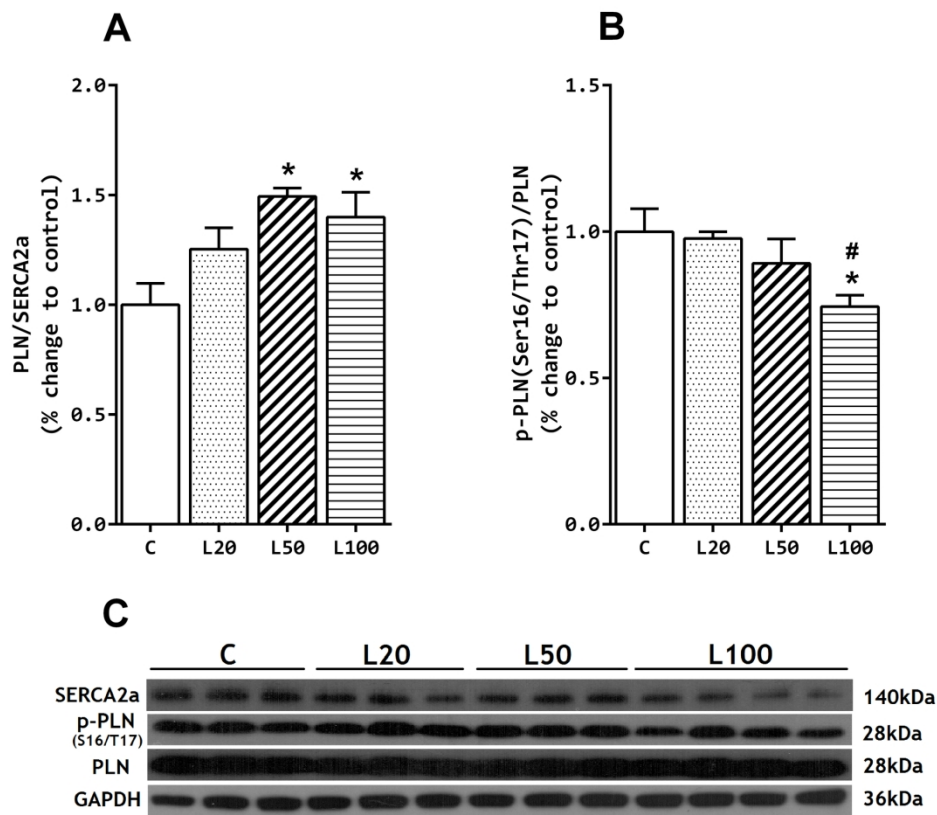 A
PLN/SERCA2a
(% change to control)
2.0
1.5
1.0
0.5
0.0
*
*
C
L20
L50
L100
B
p-PLN(Ser16/Thr17)/PLN
(% change to control)
1.5
1.0
0.5
0.0
#
*
C
L20
L50
L100
C
C L20 L50 L100
SERCA2a 140kDa
p-PLN 28kDa
(S16/T17)
PLN 28kDa
GAPDH 36kDa